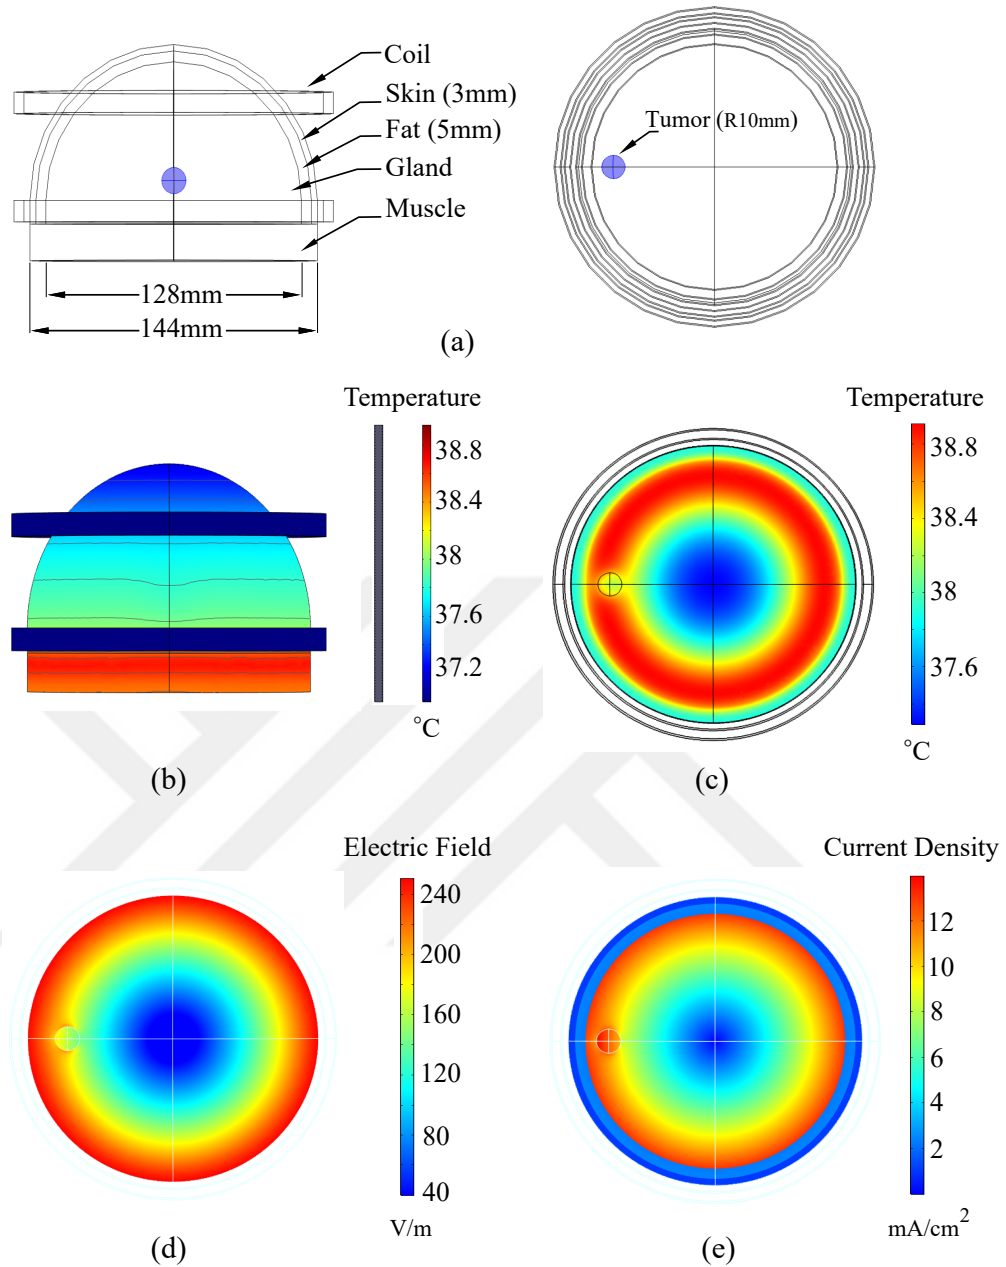 Coil
Skin (3mm)
Fat (5mm)
Gland
Muscle
128mm
144mm
Tumor (R10mm)
(a)
Temperature
38.8
38.4
38
37.6
37.2
°C
(b)
Temperature
38.8
38.4
38
37.6
°C
(c)
Electric Field
240
200
160
120
80
40
V/m
(d)
Current Density
12
10
8
6
4
2
mA/cm²
(e)